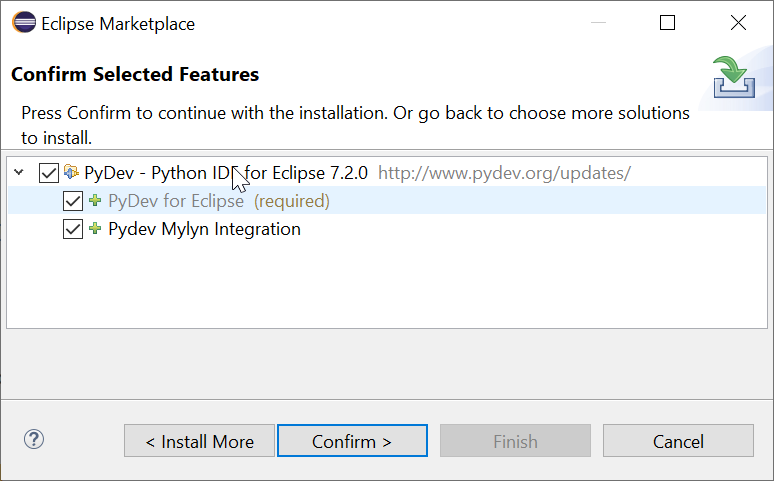 Eclipse Marketplace
Confirm Selected Features
Press Confirm to continue with the installation. Or go back to choose more solutions
to install.
PyDev - Python IDE for Eclipse 7.2.0 http://www.pydev.org/updates/
PyDev for Eclipse (required)
Pydev Mylyn Integration
? < Install More Confirm > Finish Cancel